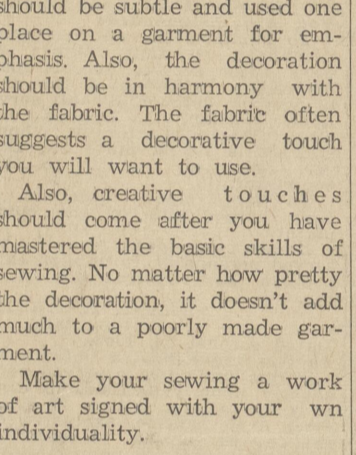 should be subtle and used one
place on a garment for em-
phasis. Also, the decoration
should be in harmony with
the fabric. The fabric often
suggests a decorative touch
you will want to use.
Also, creative touches
should come after you have
mastered the basic skills of
sewing. No matter how pretty
the decoration, it doesn't add
much to a poorly made gar-
ment.
Make your sewing a work
of art signed with your wn
individuality.